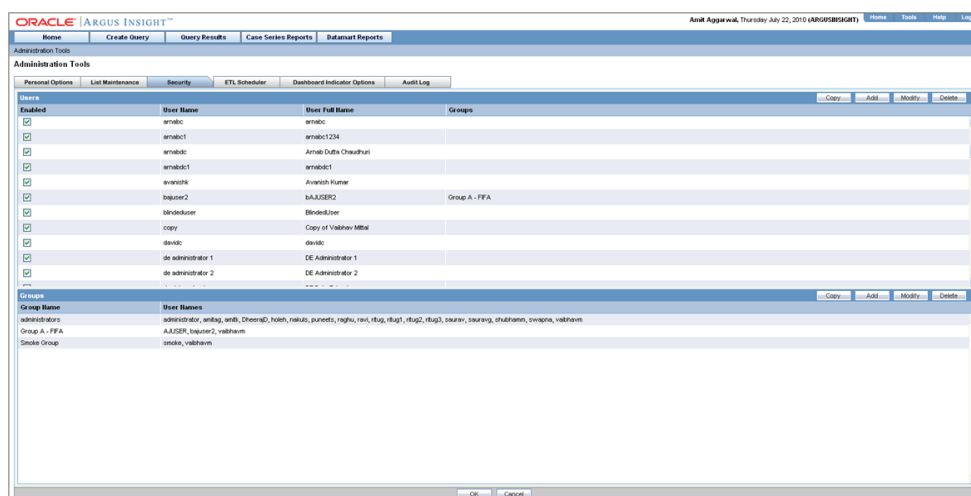 ORACLE ARGUS INSIGHT™
Amit Aggarwal, Thursday July 22, 2010 (ARGUSINSIGHT) Home Tools Help Log
Home Create Query Query Results Case Series Reports Datamart Reports
Administration Tools
Administration Tools
Personal Options List Maintenance Security ETL Scheduler Dashboard Indicator Options Audit Log
Users Copy Add Modify Delete
Enabled User Name User Full Name Groups
arnabc arnabc
arnabc1 arnabc1234
arnabdc Arnab Dutta Chaudhuri
arnabdc1 arnabdc1
avanishk Avanish Kumar
bajuser2 bAJUSER2 Group A - FIFA
blindeduser BlindedUser
copy Copy of Vaibhav Mittal
davidc davidc
de administrator 1 DE Administrator 1
de administrator 2 DE Administrator 2
Groups Copy Add Modify Delete
Group Name User Names
administrators administrator, amitag, amitk, DheerajD, holeh, nakuls, puneets, raghu, ravi, ritug, ritug1, ritug2, ritug3, saurav, sauravg, shubhamm, swapna, vaibhavm
Group A - FIFA AJUSER, bajuser2, vaibhavm
Smoke Group smoke, vaibhavm
OK Cancel